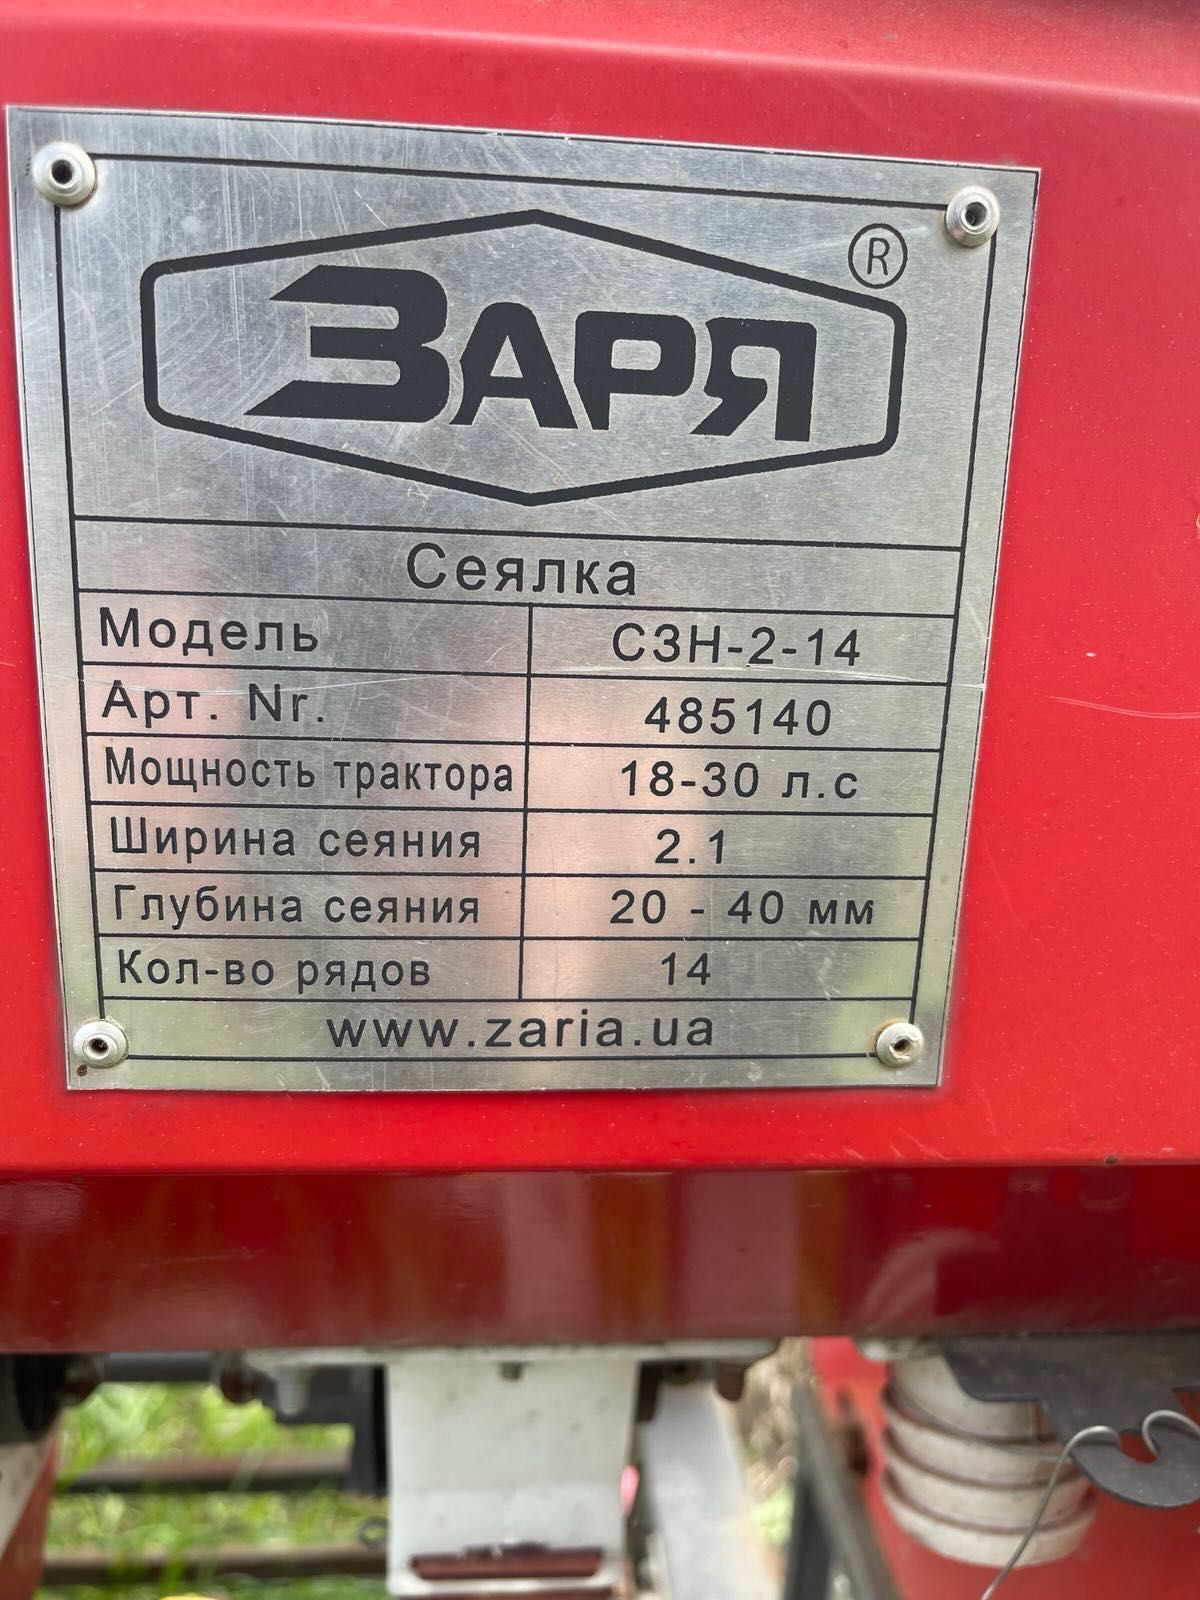 ЗАРЯ ®
Сеялка
Модель СЗН-2-14
Арт. Nr. 485140
Мощность трактора 18-30 л.с
Ширина сеяния 2.1
Глубина сеяния 20 - 40 мм
Кол-во рядов 14
www.zaria.ua